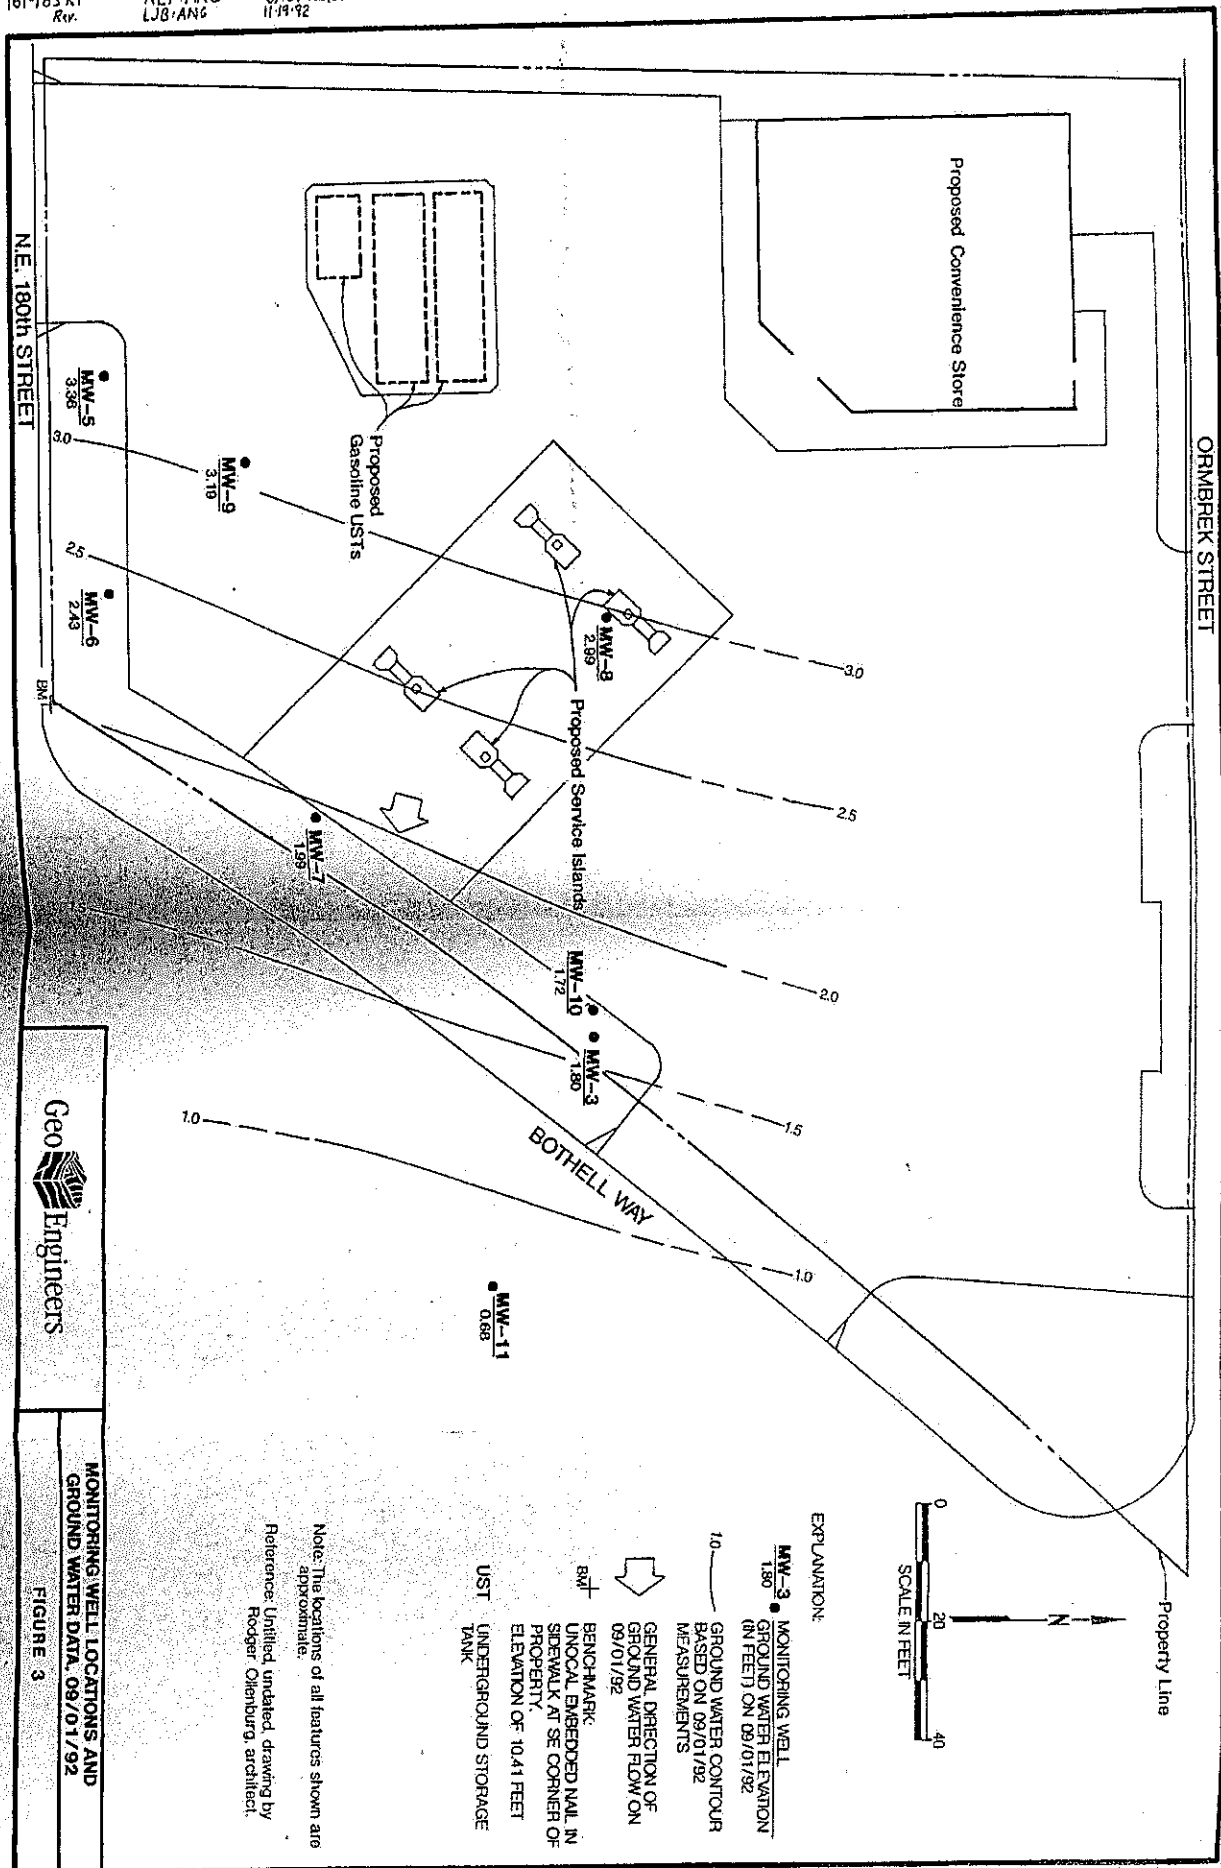 Rev.
LJB:ANG
11·19·92
ORMBREK STREET
Proposed Convenience Store
Proposed
Gasoline USTs
N.E. 180th STREET
MW-5
3.36
MW-9
3.19
MW-6
2.43
MW-8
2.99
Proposed Service Islands
MW-7
1.99
MW-10
1.72
MW-3
1.80
MW-11
0.68
BM
3.0
3.0
2.5
2.5
2.0
1.5
1.5
1.0
1.0
BOTHELL WAY
Property Line
N
0 20 40
SCALE IN FEET
EXPLANATION:
MW-3
1.80
MONITORING WELL
GROUND WATER ELEVATION
(IN FEET) ON 09/01/92
1.0
GROUND WATER CONTOUR
BASED ON 09/01/92
MEASUREMENTS
GENERAL DIRECTION OF
GROUND WATER FLOW ON
09/01/92
BM
BENCHMARK:
UNOCAL EMBEDDED NAIL IN
SIDEWALK AT SE CORNER OF
PROPERTY.
ELEVATION OF 10.41 FEET
UST UNDERGROUND STORAGE
TANK
Note: The locations of all features shown are
approximate.
Reference: Untitled, undated, drawing by
Rodger Ollenburg, architect.
Geo Engineers
MONITORING WELL LOCATIONS AND
GROUND WATER DATA, 09/01/92
FIGURE 3